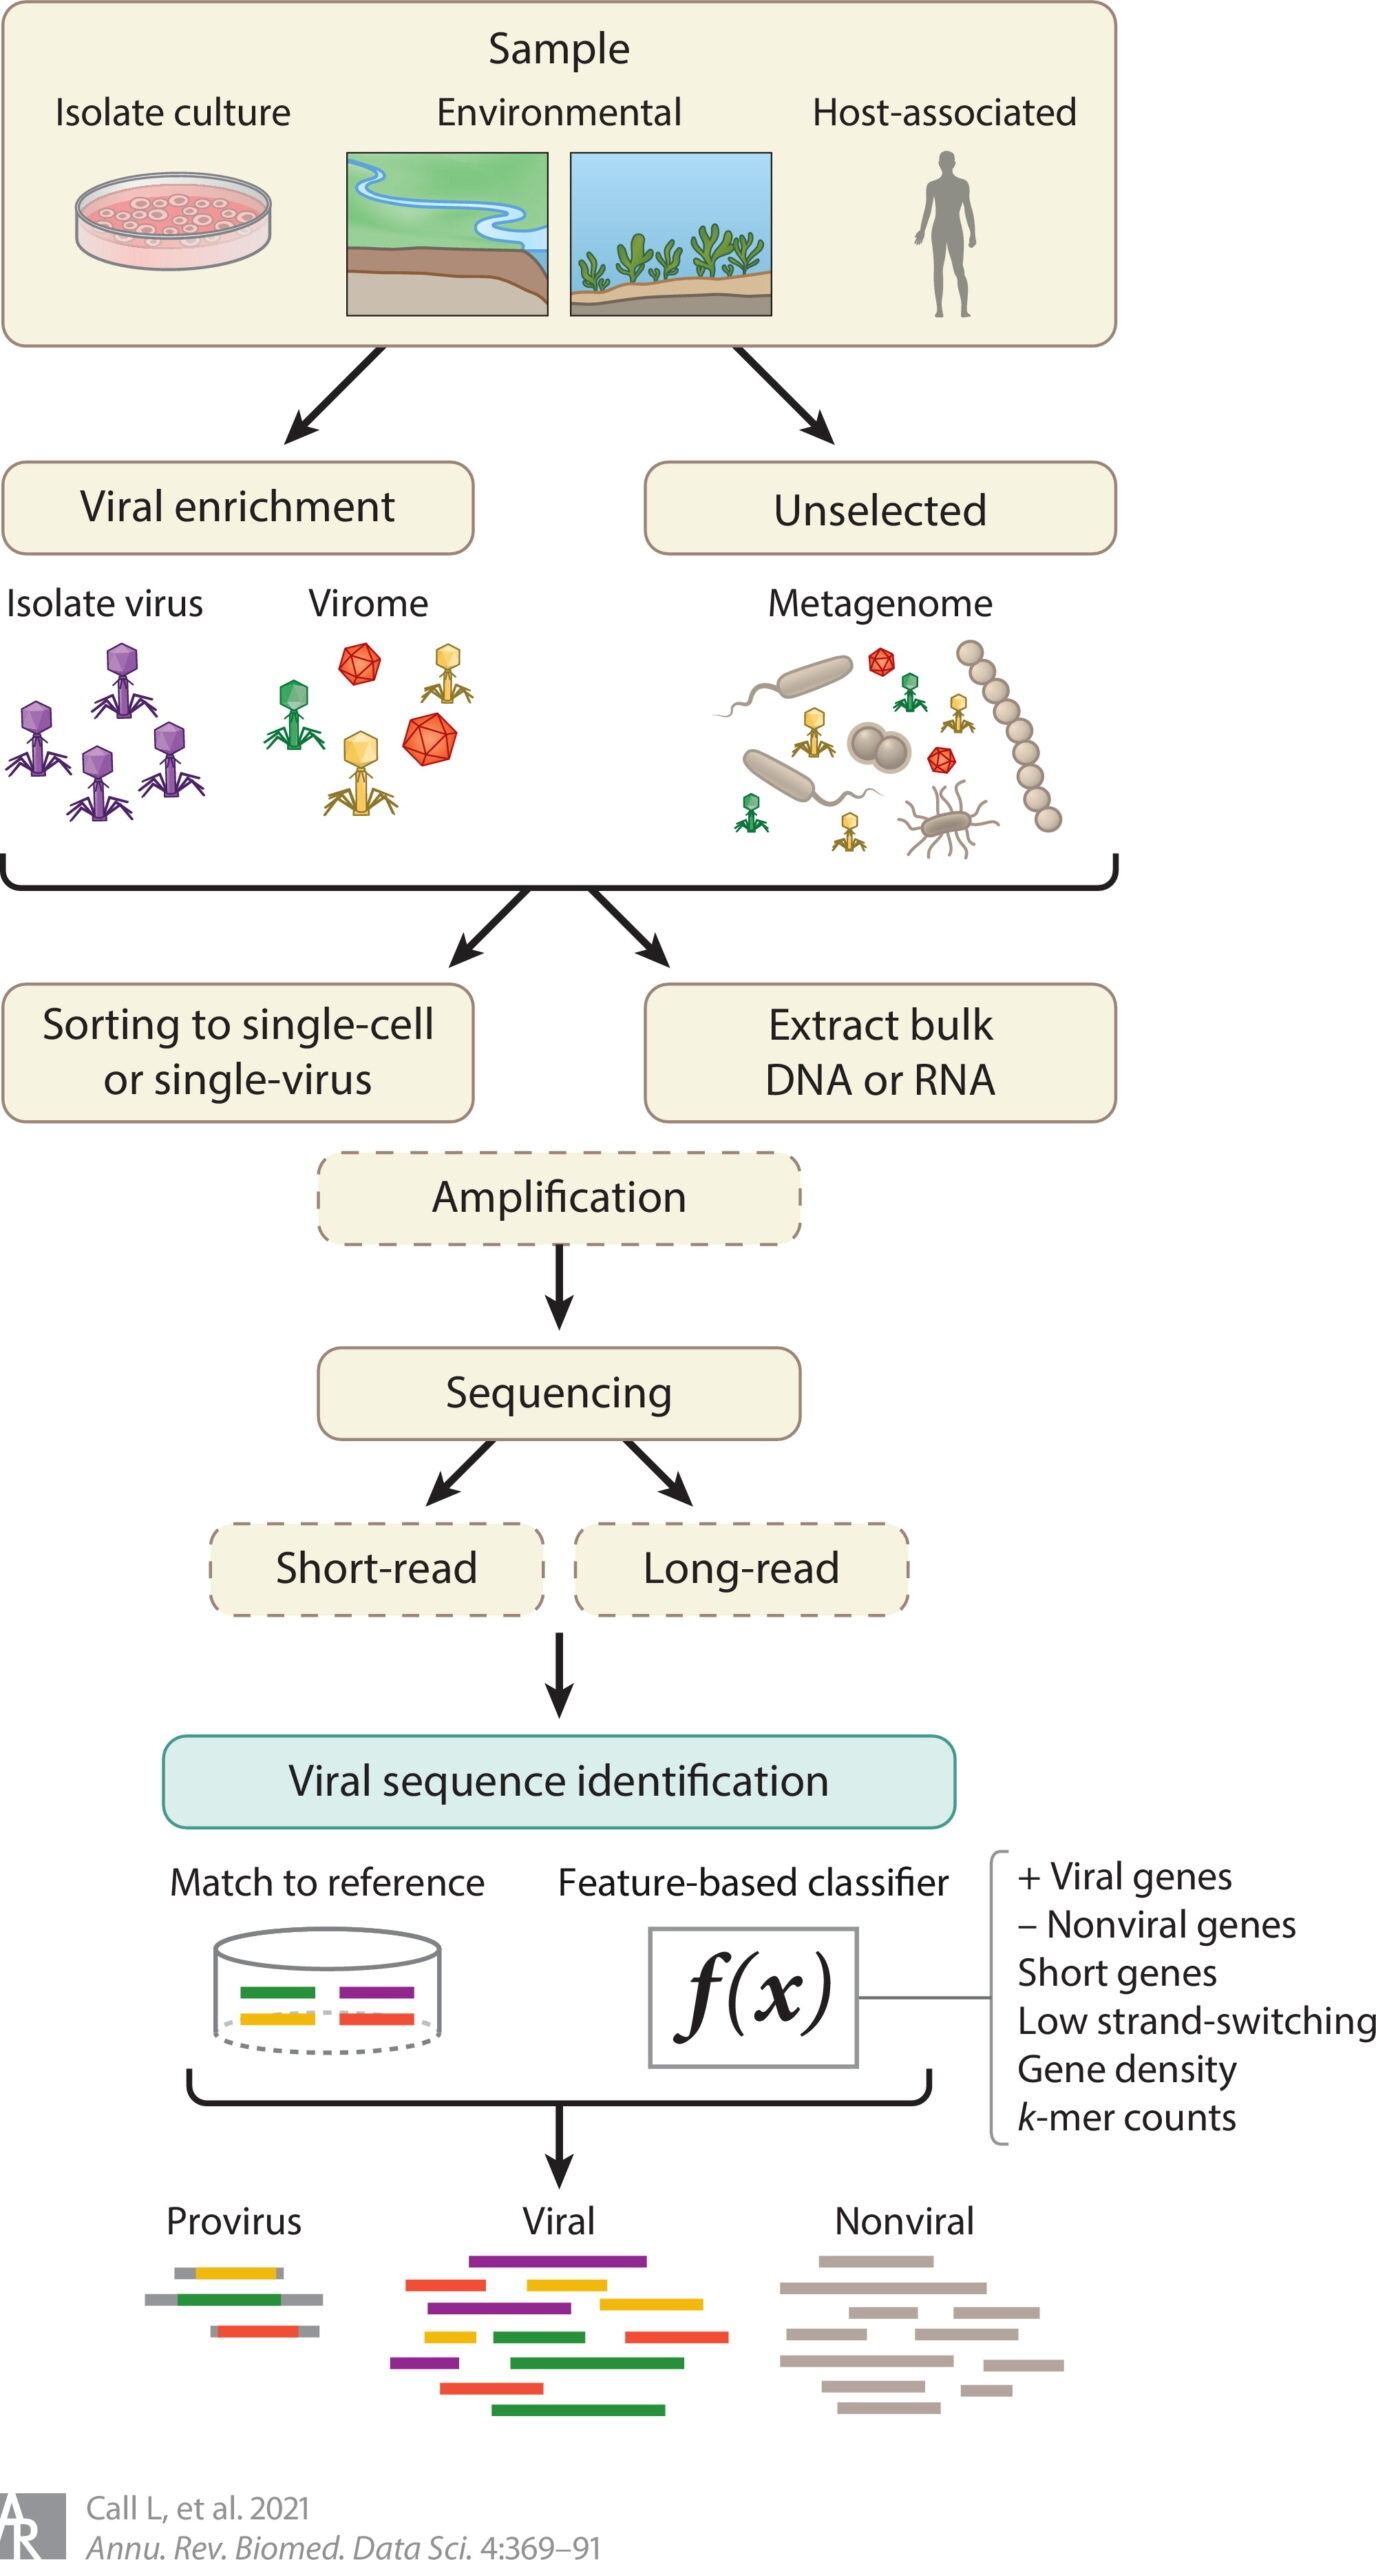 Sample
Isolate culture
Environmental
Host-associated
Viral enrichment
Unselected
Isolate virus
Virome
Metagenome
Sorting to single-cell
or single-virus
Extract bulk
DNA or RNA
Amplification
Sequencing
Short-read
Long-read
Viral sequence identification
Match to reference
Feature-based classifier
f(x)
+ Viral genes
– Nonviral genes
Short genes
Low strand-switching
Gene density
k-mer counts
Provirus
Viral
Nonviral
AR
Call L, et al. 2021
Annu. Rev. Biomed. Data Sci. 4:369–91